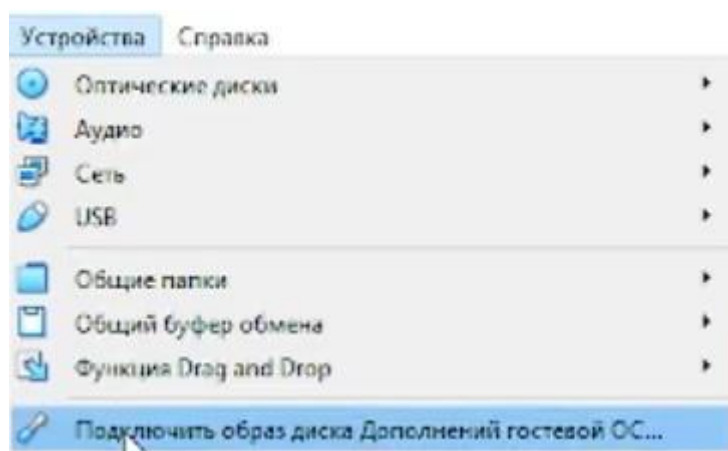 Устройства Справка
Оптические диски
Аудио
Сеть
USB
Общие папки
Общий буфер обмена
Функция Drag and Drop
Подключить образ диска Дополнений гостевой ОС...